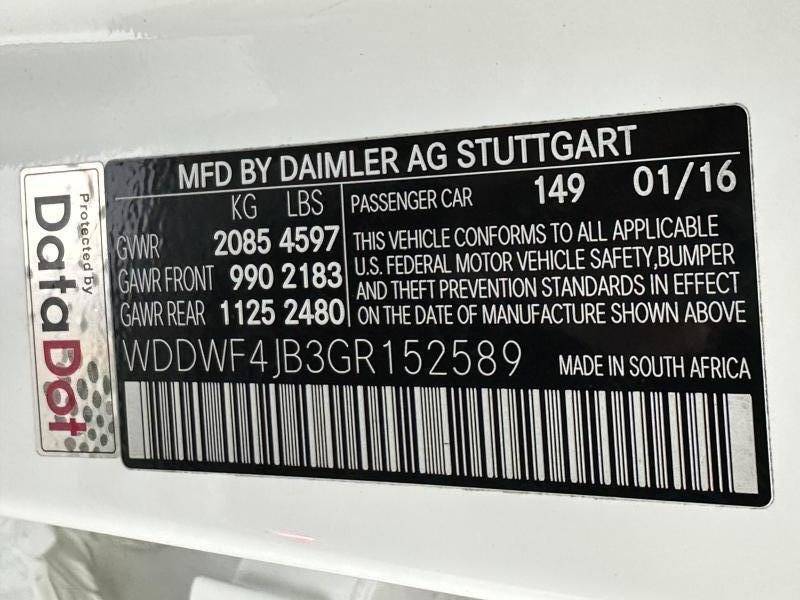 MFD BY DAIMLER AG STUTTGART
KG LBS
GVWR 2085 4597
GAWR FRONT 990 2183
GAWR REAR 1125 2480
PASSENGER CAR 149 01/16
THIS VEHICLE CONFORMS TO ALL APPLICABLE
U.S. FEDERAL MOTOR VEHICLE SAFETY,BUMPER
AND THEFT PREVENTION STANDARDS IN EFFECT
ON THE DATE OF MANUFACTURE SHOWN ABOVE
WDDWF4JB3GR152589 MADE IN SOUTH AFRICA
Protected by
DataDot